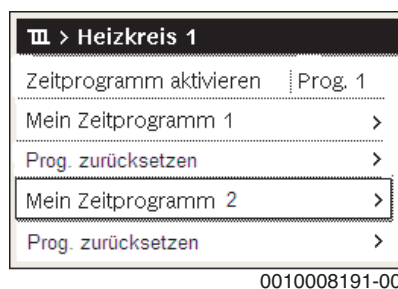 > Heizkreis 1
Zeitprogramm aktivieren Prog. 1
Mein Zeitprogramm 1 >
Prog. zurücksetzen >
Mein Zeitprogramm 2 >
Prog. zurücksetzen >
0010008191-00